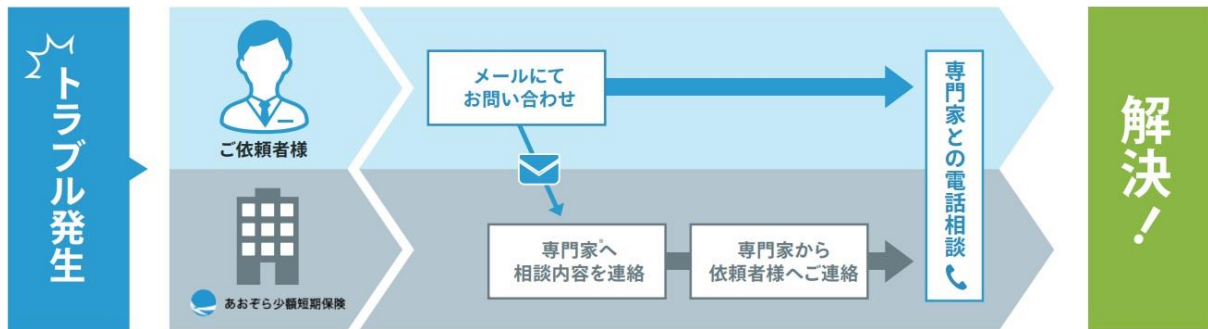 トラブル発生
ご依頼者様
メールにて
お問い合わせ
専門家との電話相談
あおぞら少額短期保険
専門家※へ
相談内容を連絡
専門家から
依頼者様へご連絡
解決！